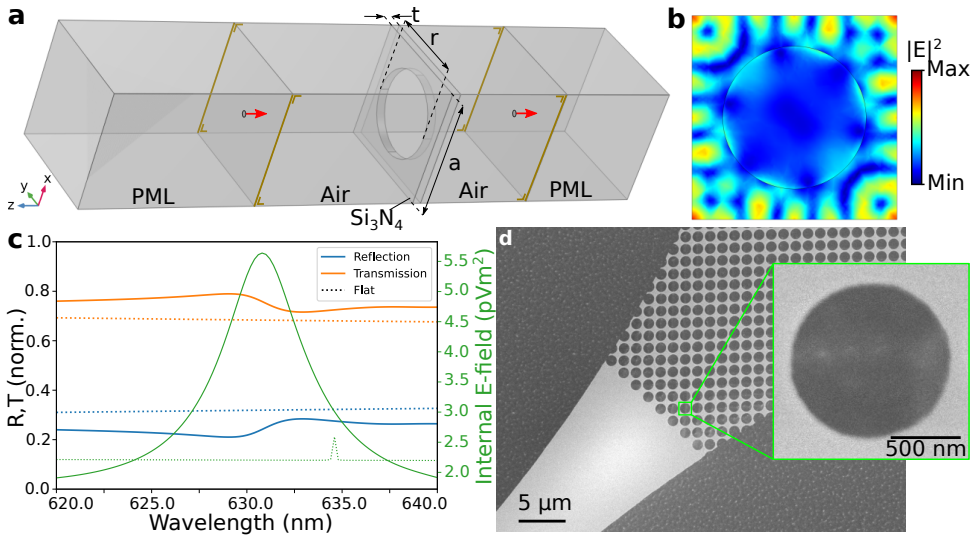 a
t
r
a
PML
Air
Air
PML
Si₃N₄
y
x
z
b
|E|²
Max
Min
c
R,T (norm.)
1.0
0.8
0.6
0.4
0.2
0.0
620.0
625.0
630.0
635.0
640.0
Wavelength (nm)
Reflection
Transmission
Flat
5.5
5.0
4.5
4.0
3.5
3.0
2.5
2.0
Internal E-field (pVm²)
d
5 µm
500 nm